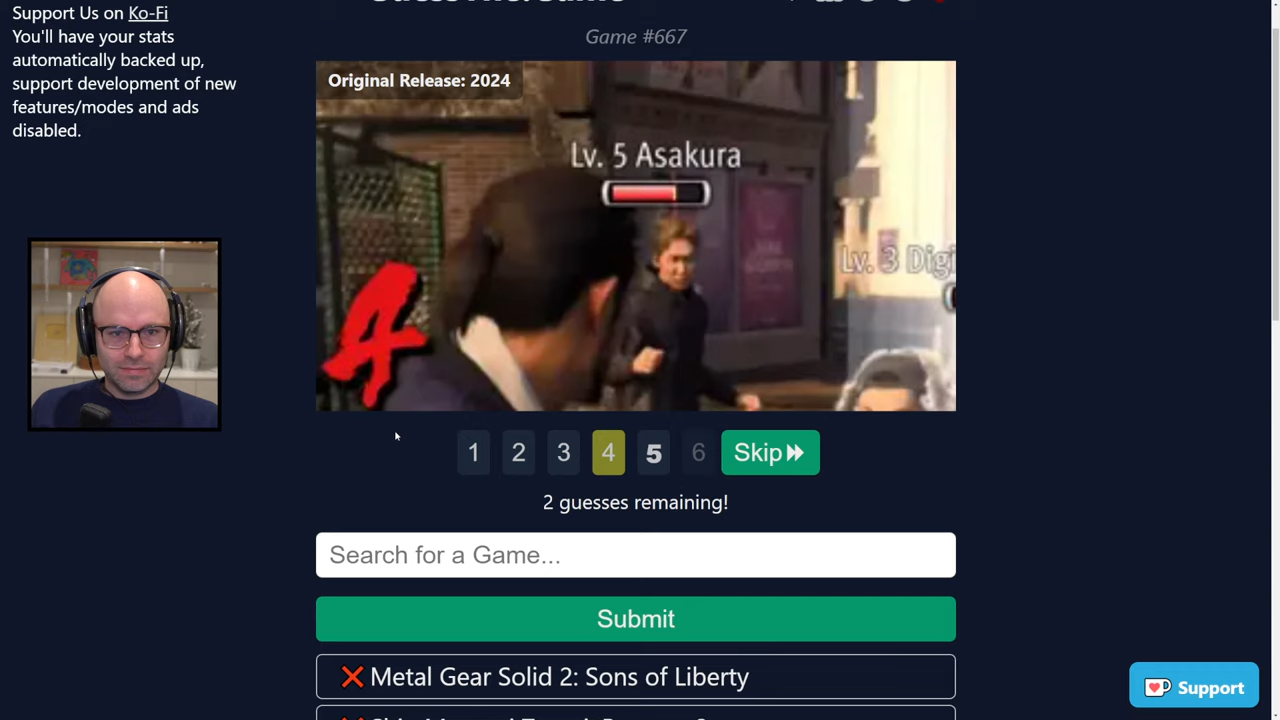 Support Us on Ko-Fi
You'll have your stats
automatically backed up,
support development of new
features/modes and ads
disabled.
Game #667
Original Release: 2024
Lv. 5 Asakura
Lv. 3 Digi
A
1 2 3 4 5 6 Skip
2 guesses remaining!
Search for a Game...
Submit
Metal Gear Solid 2: Sons of Liberty
Support